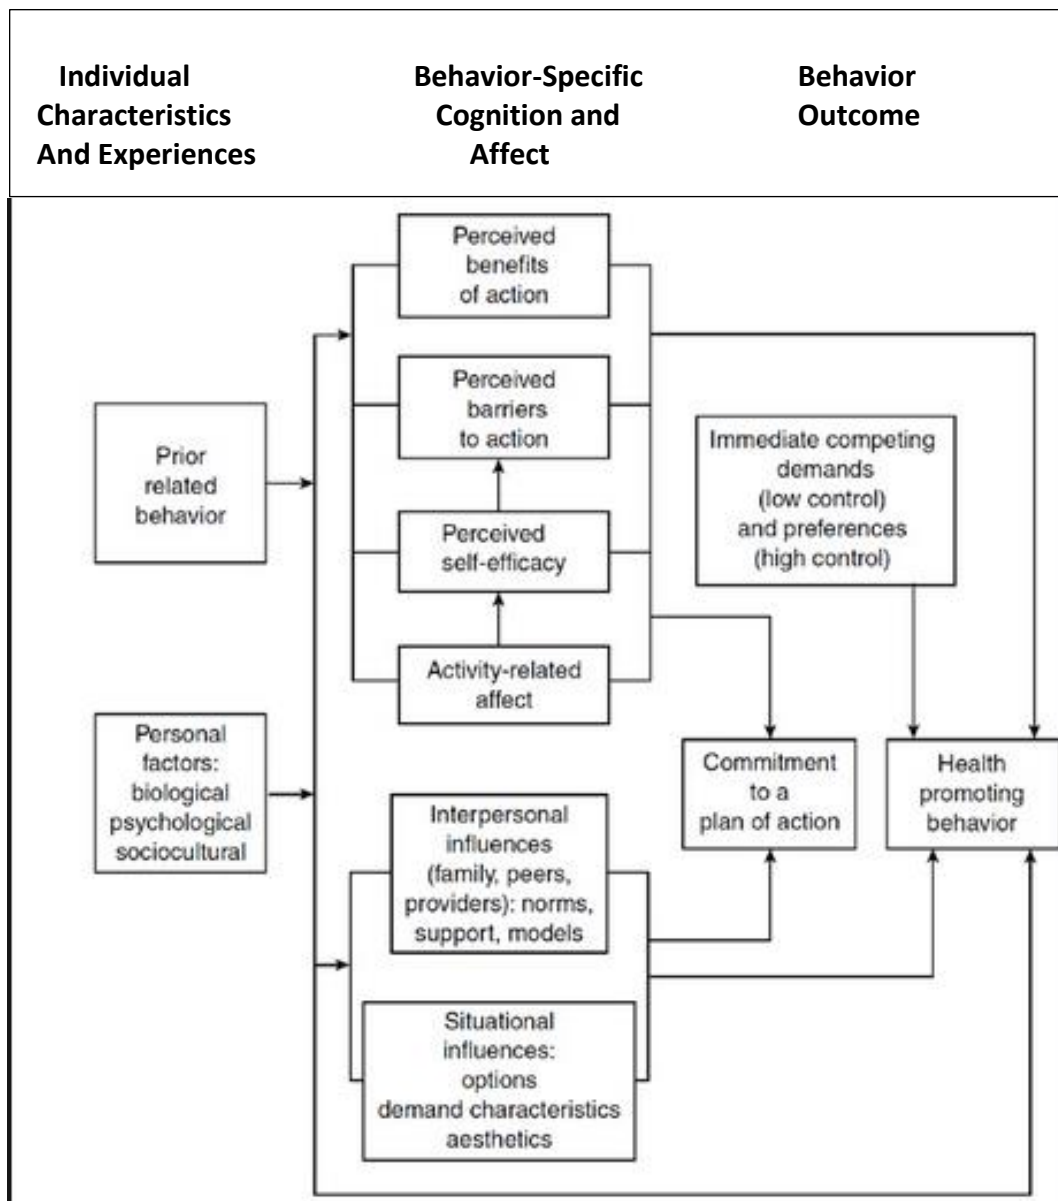 Individual
Characteristics
And Experiences
Behavior-Specific
Cognition and
Affect
Behavior
Outcome
Perceived
benefits
of action
Perceived
barriers
to action
Prior
related
behavior
Immediate competing
demands
(low control)
and preferences
(high control)
Perceived
self-efficacy
Activity-related
affect
Personal
factors:
biological
psychological
sociocultural
Commitment
to a
plan of action
Health
promoting
behavior
Interpersonal
influences
(family, peers,
providers): norms,
support, models
Situational
influences:
options
demand characteristics
aesthetics